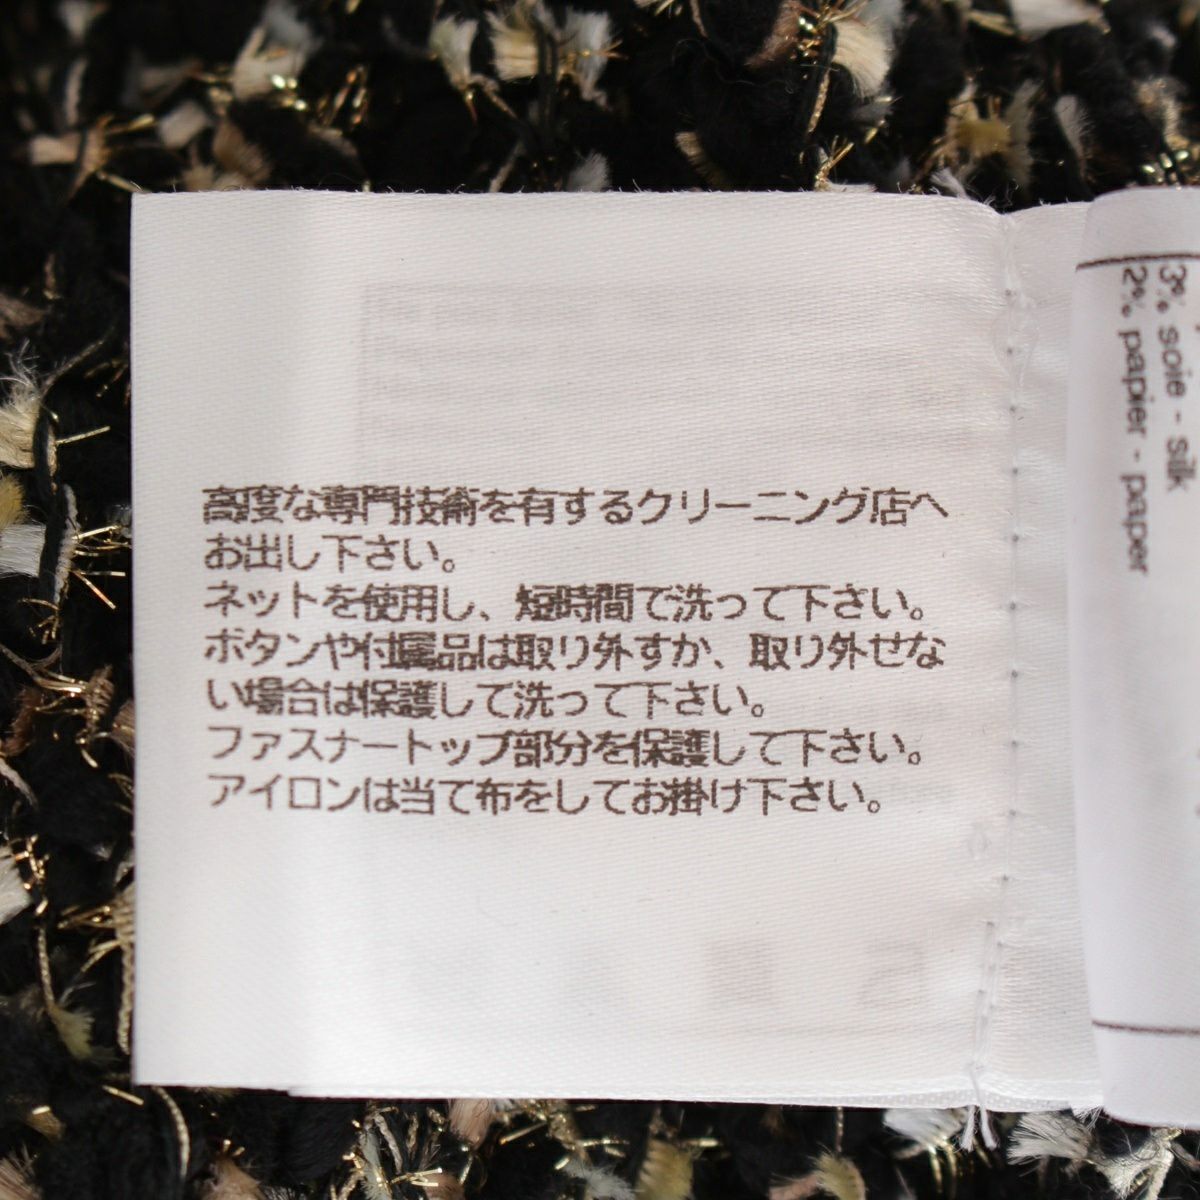 高度な専門技術を有するクリーニング店へ
お出し下さい。
ネットを使用し、短時間で洗って下さい。
ボタンや付属品は取り外すか、取り外せな
い場合は保護して洗って下さい。
ファスナートップ部分を保護して下さい。
アイロンは当て布をしてお掛け下さい。
3% soie - silk
2% papier - paper